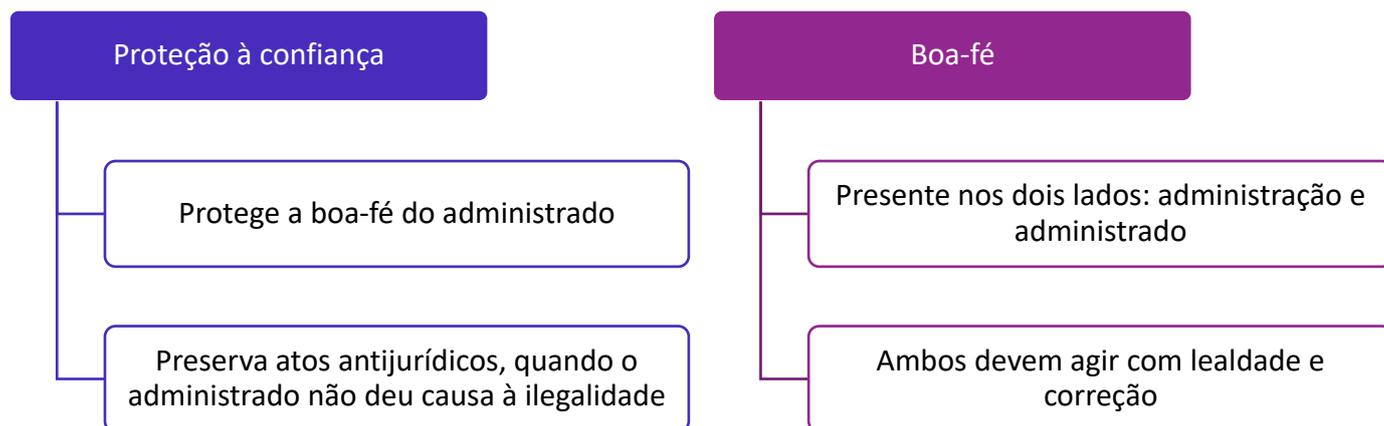 Proteção à confiança
Protege a boa-fé do administrado
Preserva atos antijurídicos, quando o
administrado não deu causa à ilegalidade
Boa-fé
Presente nos dois lados: administração e
administrado
Ambos devem agir com lealdade e
correção